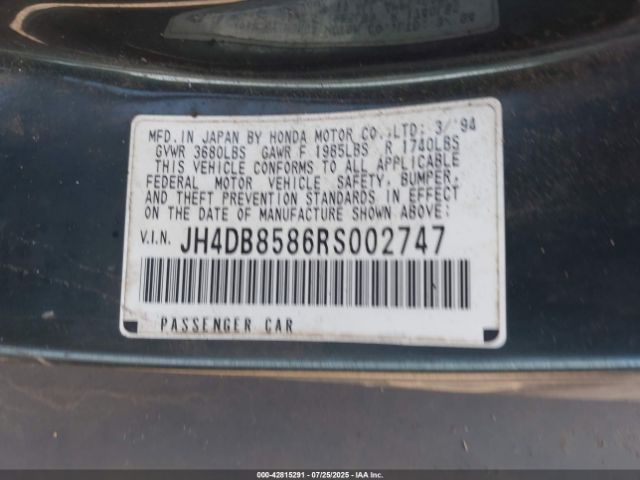 MFD. IN JAPAN BY HONDA MOTOR CO.,LTD: 3/'94
GVWR 3680LBS GAWR F 1985LBS R 1740LBS
THIS VEHICLE CONFORMS TO ALL APPLICABLE
FEDERAL MOTOR VEHICLE SAFETY, BUMPER,
AND THEFT PREVENTION STANDARDS IN EFFECT
ON THE DATE OF MANUFACTURE SHOWN ABOVE:
V.I.N. JH4DB8586RS002747
PASSENGER CAR
000-42815291 - 07/25/2025 - IAAI.COM